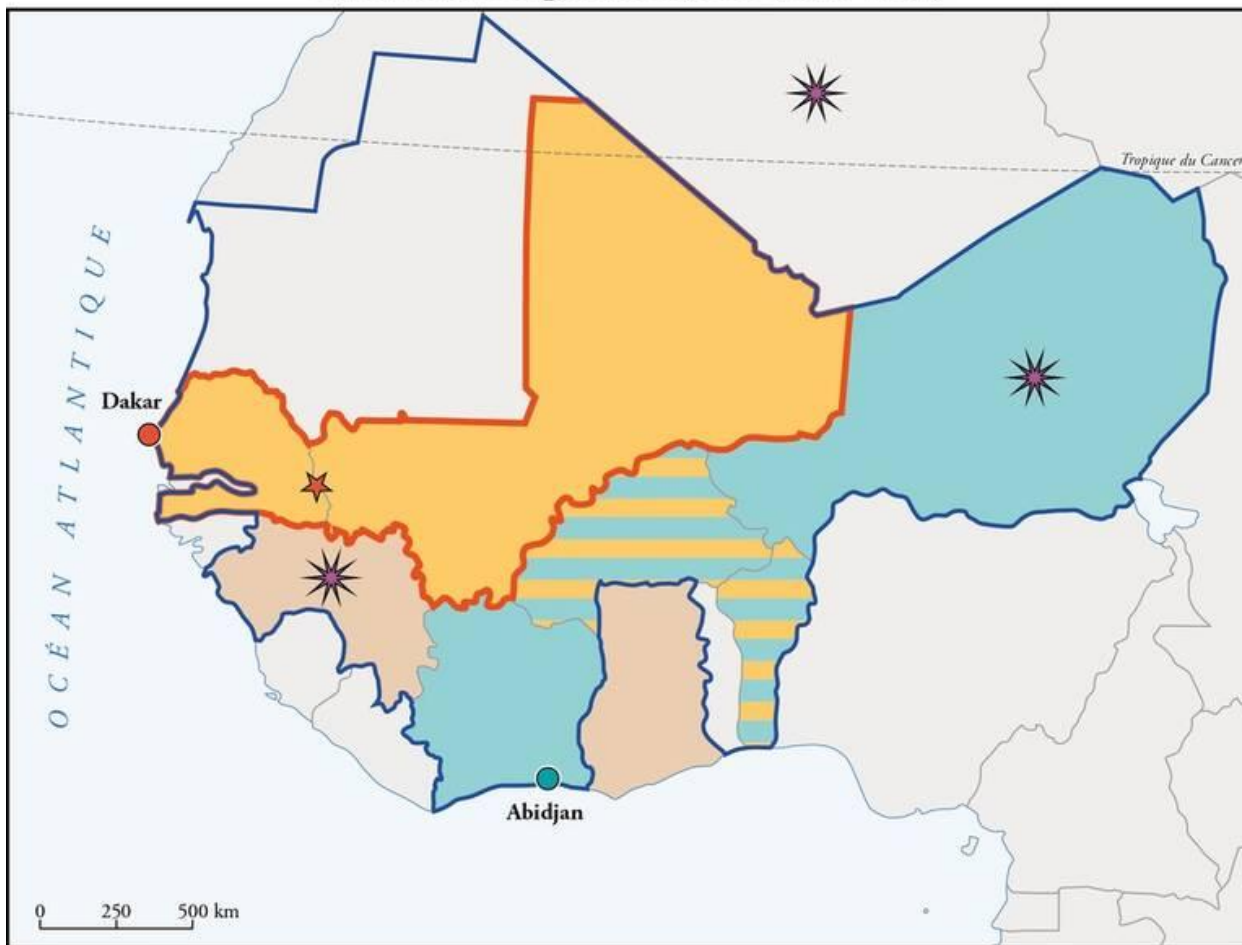 Tropique du Cancer
OCÉAN ATLANTIQUE
Dakar
Abidjan
0 250 500 km